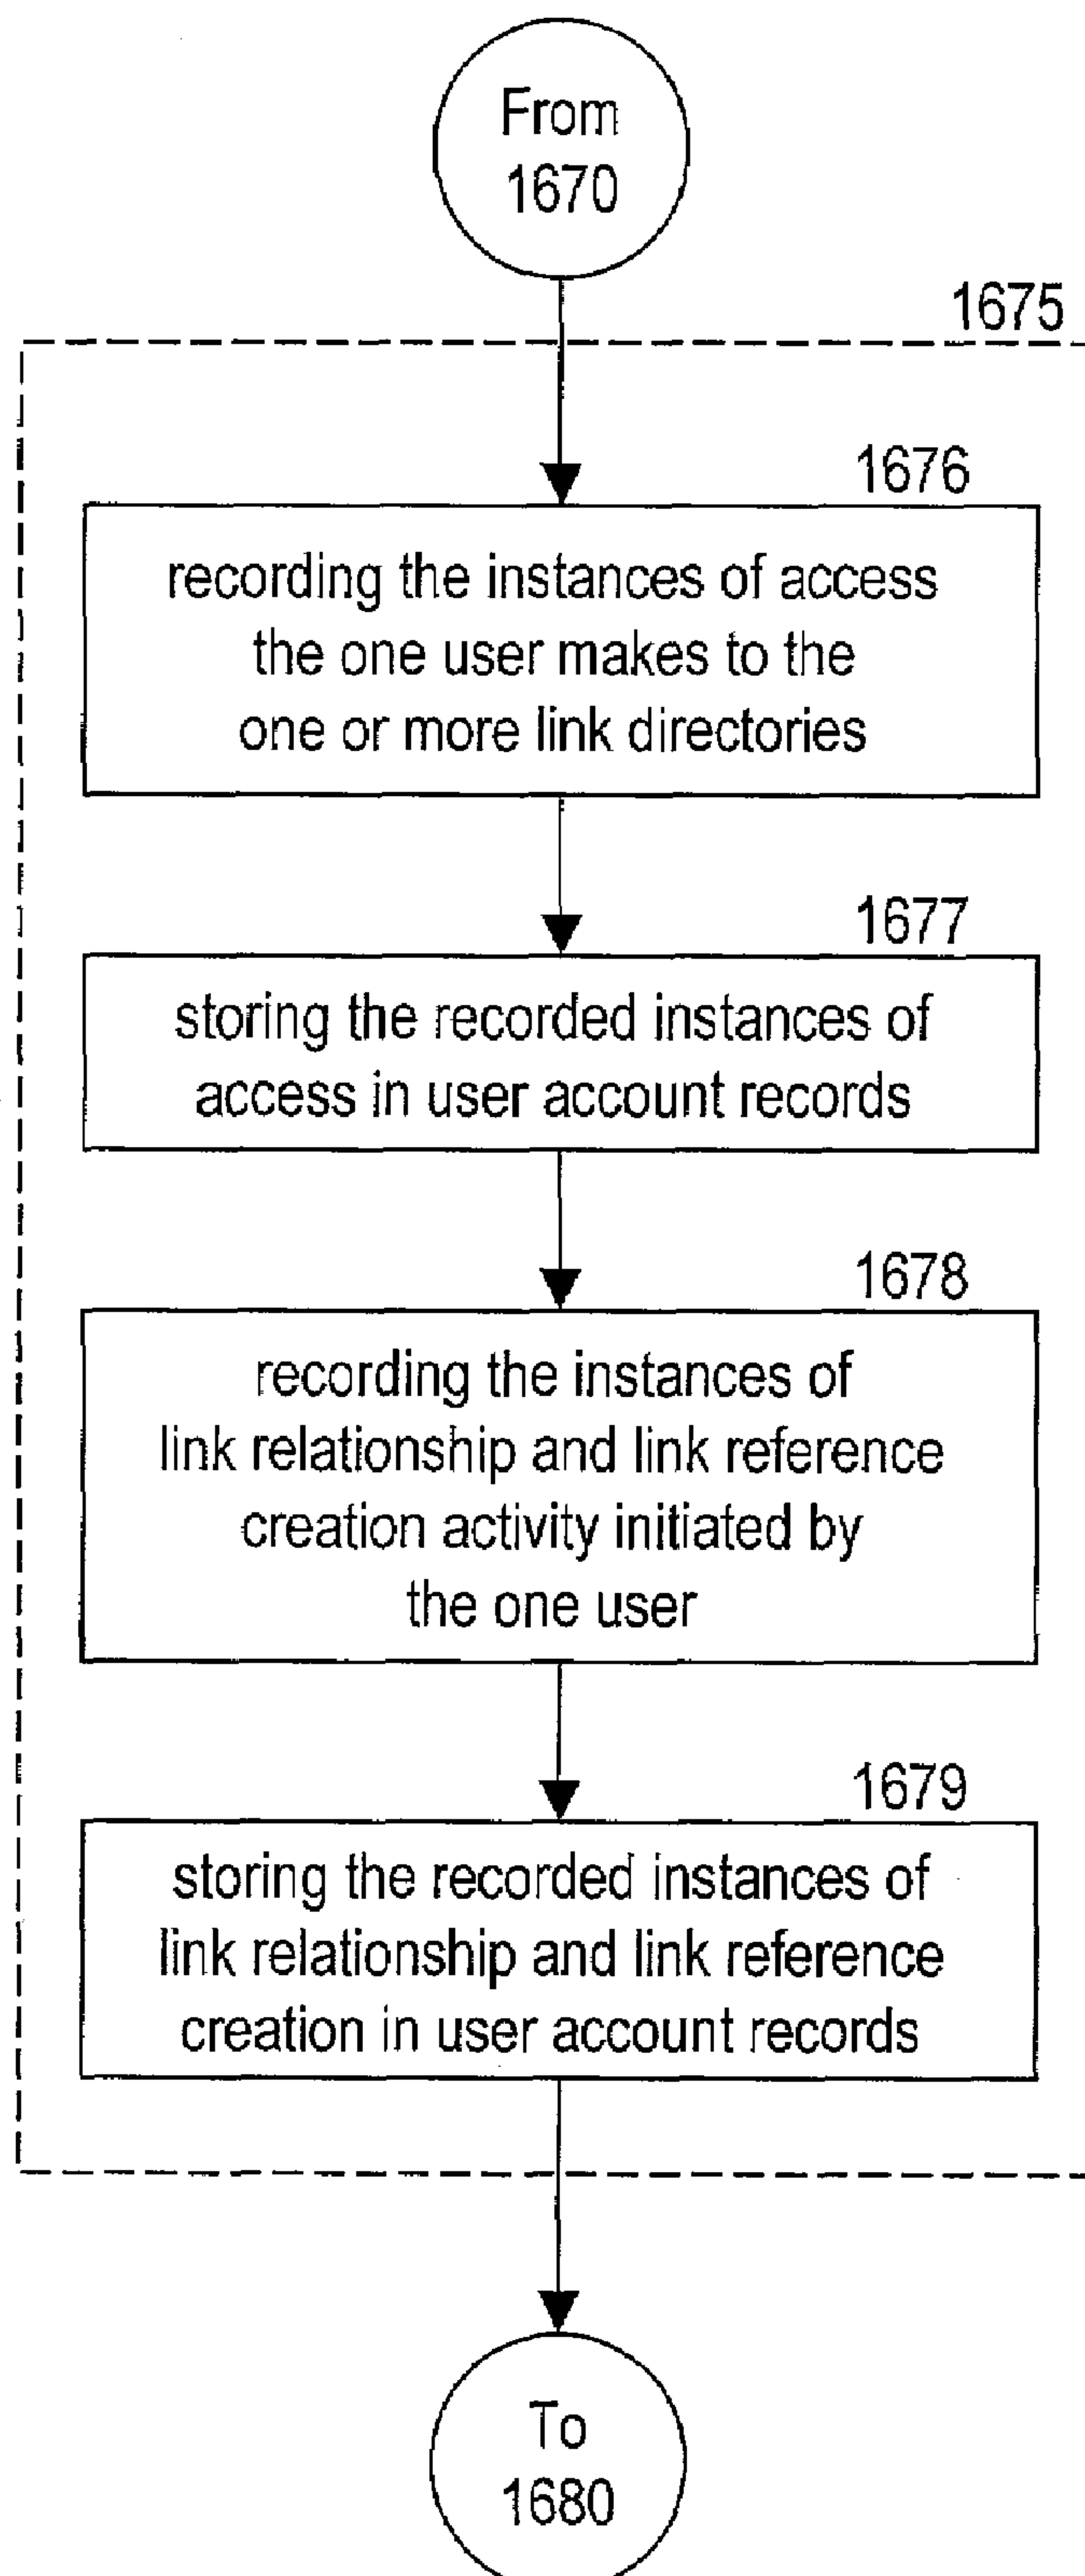 From
1670
1675
1676
recording the instances of access
the one user makes to the
one or more link directories
1677
storing the recorded instances of
access in user account records
1678
recording the instances of
link relationship and link reference
creation activity initiated by
the one user
1679
storing the recorded instances of
link relationship and link reference
creation in user account records
To
1680